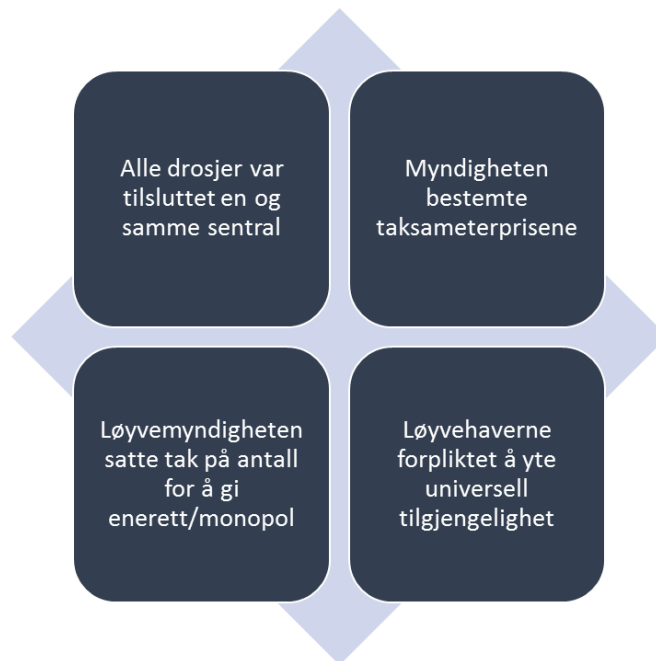 Alle drosjer var
tilsluttet en og
samme sentral
Myndigheten
bestemte
taksameterprisene
Løyvemyndigheten
satte tak på antall
for å gi
enerett/monopol
Løyvehaverne
forpliktet å yte
universell
tilgjengelighet